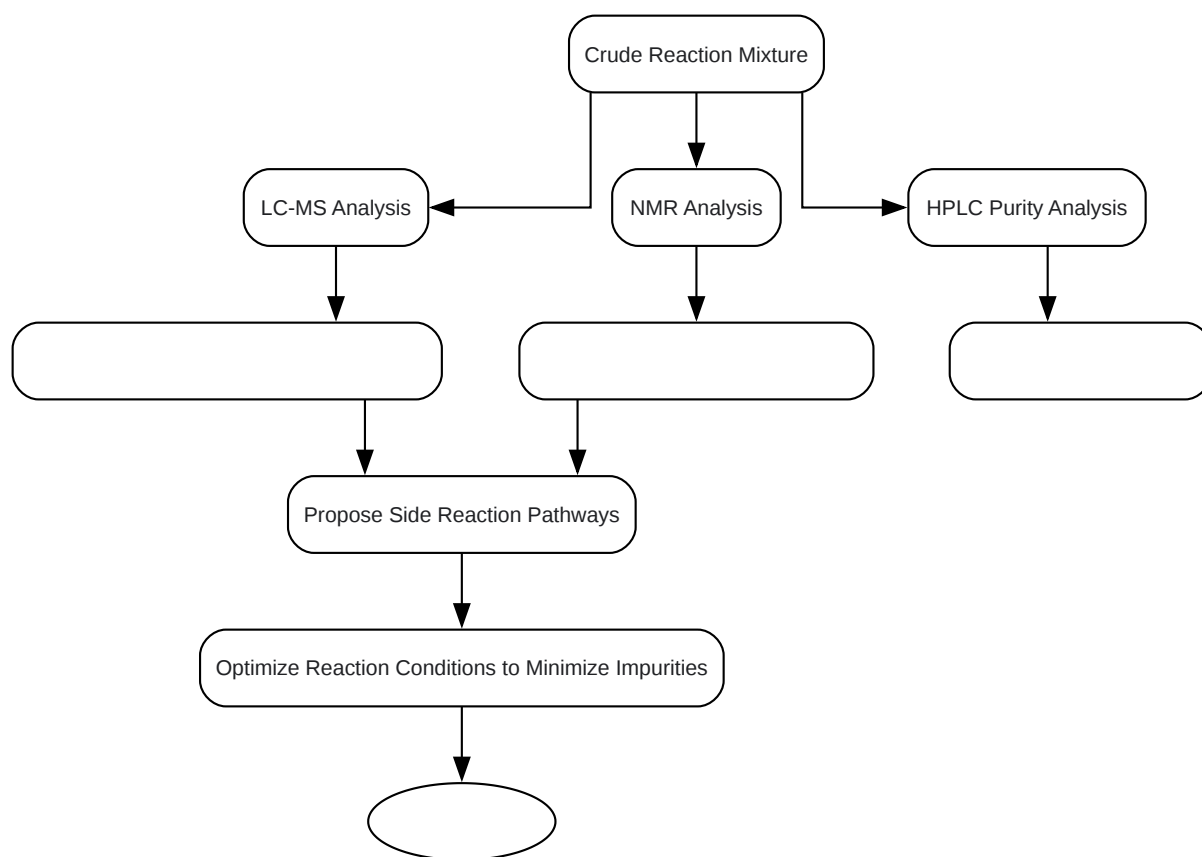 Crude Reaction Mixture
LC-MS Analysis
NMR Analysis
HPLC Purity Analysis
Propose Side Reaction Pathways
Optimize Reaction Conditions to Minimize Impurities